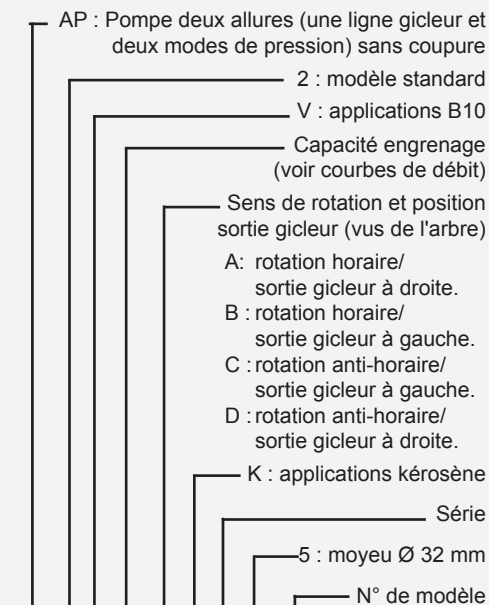 AP : Pompe deux allures (une ligne gicleur et
deux modes de pression) sans coupure
2 : modèle standard
V : applications B10
Capacité engrenage
(voir courbes de débit)
Sens de rotation et position
sortie gicleur (vus de l'arbre)
A: rotation horaire/
sortie gicleur à droite.
B : rotation horaire/
sortie gicleur à gauche.
C : rotation anti-horaire/
sortie gicleur à gauche.
D : rotation anti-horaire/
sortie gicleur à droite.
K : applications kérosène
Série
5 : moyeu Ø 32 mm
N° de modèle